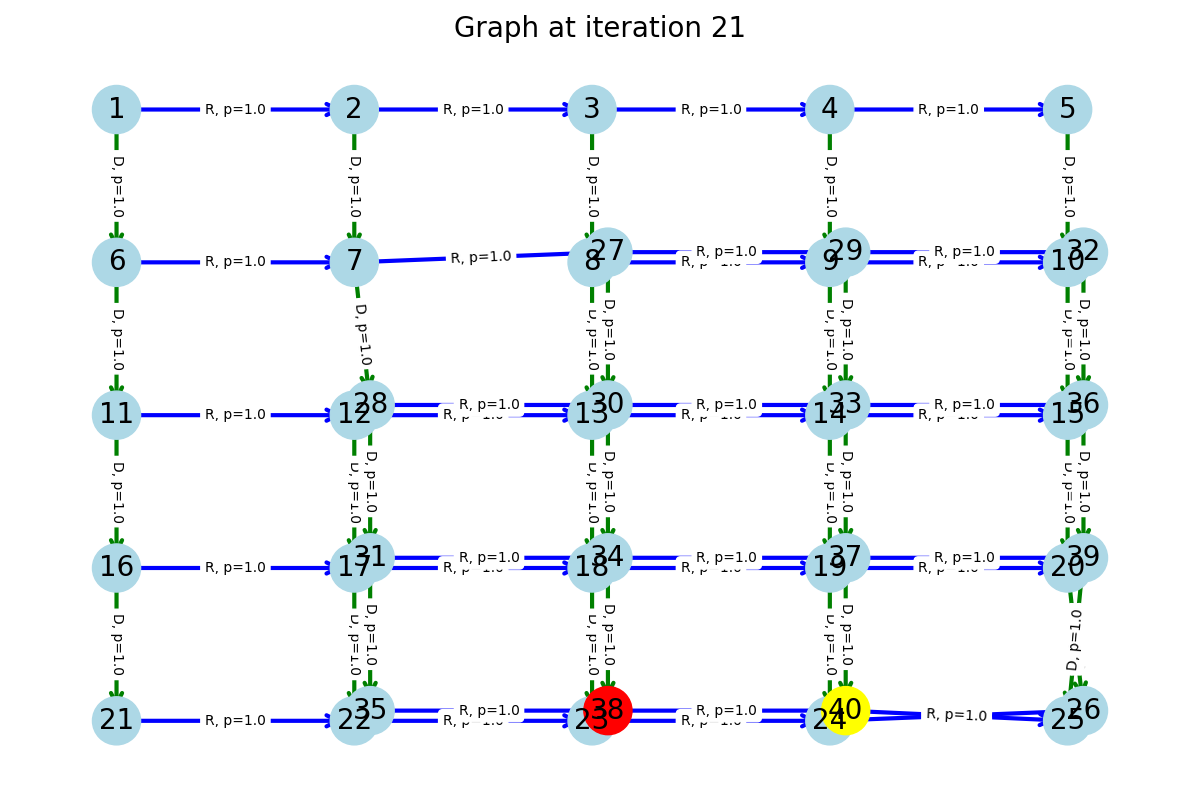 Graph at iteration 21
1 R, p=1.0 2 R, p=1.0 3 R, p=1.0 4 R, p=1.0 5
D, p=1.0 D, p=1.0 D, p=1.0 D, p=1.0 D, p=1.0
27 R, p=1.0 29 R, p=1.0 32
6 R, p=1.0 7 R, p=1.0 8 R, p=1.0 9 R, p=1.0 10
D, p=1.0 D, p=1.0 D, p=1.0 D, p=1.0 D, p=1.0 D, p=1.0 D, p=1.0 D, p=1.0
28 R, p=1.0 30 R, p=1.0 33 R, p=1.0 36
11 R, p=1.0 12 R, p=1.0 13 R, p=1.0 14 R, p=1.0 15
D, p=1.0 D, p=1.0 D, p=1.0 D, p=1.0 D, p=1.0 D, p=1.0 D, p=1.0 D, p=1.0 D, p=1.0
31 R, p=1.0 34 R, p=1.0 37 R, p=1.0 39
16 R, p=1.0 17 R, p=1.0 18 R, p=1.0 19 R, p=1.0 20
D, p=1.0 D, p=1.0 D, p=1.0 D, p=1.0 D, p=1.0 D, p=1.0 D, p=1.0 D, p=1.0
35 R, p=1.0 38 R, p=1.0 40 R, p=1.0 26
21 R, p=1.0 22 R, p=1.0 23 R, p=1.0 24 25